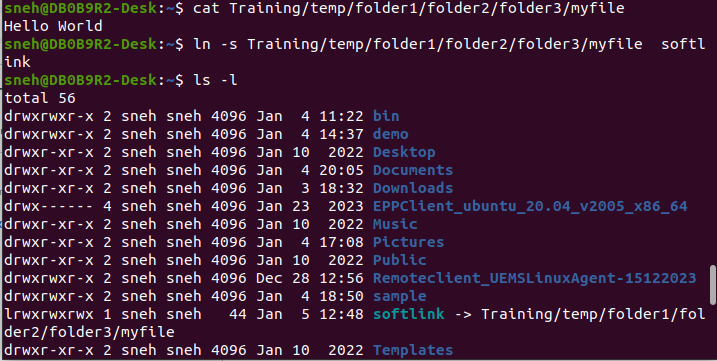 sneh@DB0B9R2-Desk:~$ cat Training/temp/folder1/folder2/folder3/myfile
Hello World
sneh@DB0B9R2-Desk:~$ ln -s Training/temp/folder1/folder2/folder3/myfile  softl
ink
sneh@DB0B9R2-Desk:~$ ls -l
total 56
drwxrwxr-x 2 sneh sneh 4096 Jan  4 11:22 bin
drwxr-xr-x 2 sneh sneh 4096 Jan  4 14:37 demo
drwxr-xr-x 2 sneh sneh 4096 Jan 10  2022 Desktop
drwxr-xr-x 2 sneh sneh 4096 Jan  4 20:05 Documents
drwxr-xr-x 2 sneh sneh 4096 Jan  3 18:32 Downloads
drwx------ 4 sneh sneh 4096 Jan 23  2023 EPPClient_ubuntu_20.04_v2005_x86_64
drwxr-xr-x 2 sneh sneh 4096 Jan 10  2022 Music
drwxr-xr-x 2 sneh sneh 4096 Jan  4 17:08 Pictures
drwxr-xr-x 2 sneh sneh 4096 Jan 10  2022 Public
drwxr-xr-x 2 sneh sneh 4096 Dec 28 12:56 Remoteclient_UEMSLinuxAgent-15122023
drwxr-xr-x 2 sneh sneh 4096 Jan  4 18:50 sample
lrwxrwxrwx 1 sneh sneh   44 Jan  5 12:48 softlink -> Training/temp/folder1/fol
der2/folder3/myfile
drwxr-xr-x 2 sneh sneh 4096 Jan 10  2022 Templates